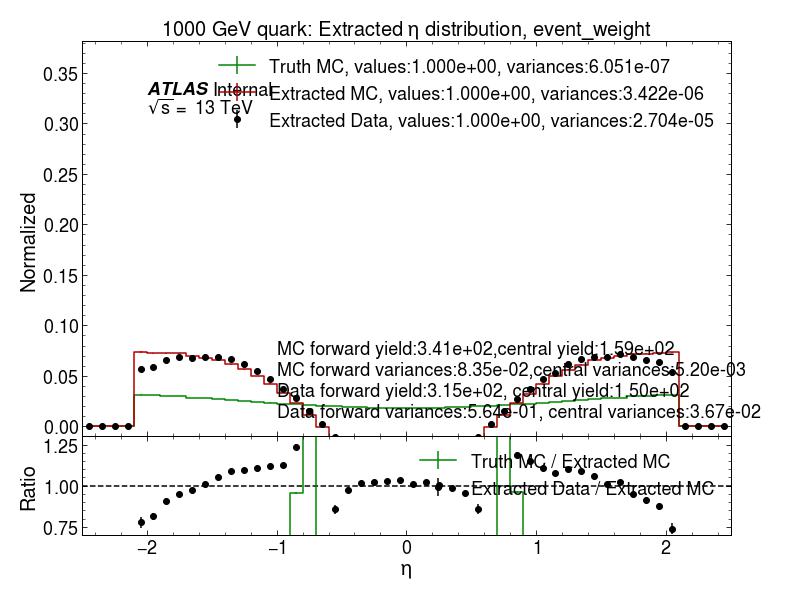 1000 GeV quark: Extracted η distribution, event_weight
Truth MC, values:1.000e+00, variances:6.051e-07
ATLAS Internal
Extracted MC, values:1.000e+00, variances:3.422e-06
√s = 13 TeV
Extracted Data, values:1.000e+00, variances:2.704e-05
Normalized
0.35
0.30
0.25
0.20
0.15
0.10
0.05
0.00
MC forward yield:3.41e+02,central yield:1.59e+02
MC forward variances:8.35e-02,central variances:5.20e-03
Data forward yield:3.15e+02, central yield:1.50e+02
Data forward variances:5.64e-01, central variances:3.67e-02
Ratio
1.25
1.00
0.75
Truth MC / Extracted MC
Extracted Data / Extracted MC
−2 −1 0 1 2
η